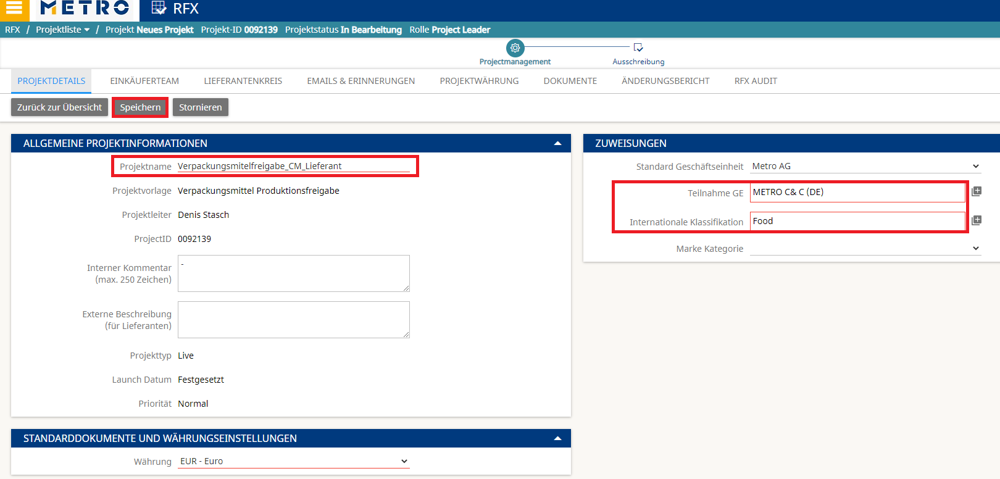 METRO RFX
RFX / Projektliste / Projekt Neues Projekt Projekt-ID 0092139 Projektstatus In Bearbeitung Rolle Project Leader
Projectmanagement Ausschreibung
PROJEKTDETAILS EINKÄUFERTEAM LIEFERANTENKREIS EMAILS & ERINNERUNGEN PROJEKTWÄHRUNG DOKUMENTE ÄNDERUNGSBERICHT RFX AUDIT
Zurück zur Übersicht Speichern Stornieren
ALLGEMEINE PROJEKTINFORMATIONEN
Projektname Verpackungsmitelfreigabe_CM_Lieferant
Projektvorlage Verpackungsmittel Produktionsfreigabe
Projektleiter Denis Stasch
ProjectID 0092139
Interner Kommentar -
(max. 250 Zeichen)
Externe Beschreibung
(für Lieferanten)
Projekttyp Live
Launch Datum Festgesetzt
Priorität Normal
STANDARDDOKUMENTE UND WÄHRUNGSEINSTELLUNGEN
Währung EUR - Euro
ZUWEISUNGEN
Standard Geschäftseinheit Metro AG
Teilnahme GE METRO C& C (DE)
Internationale Klassifikation Food
Marke Kategorie